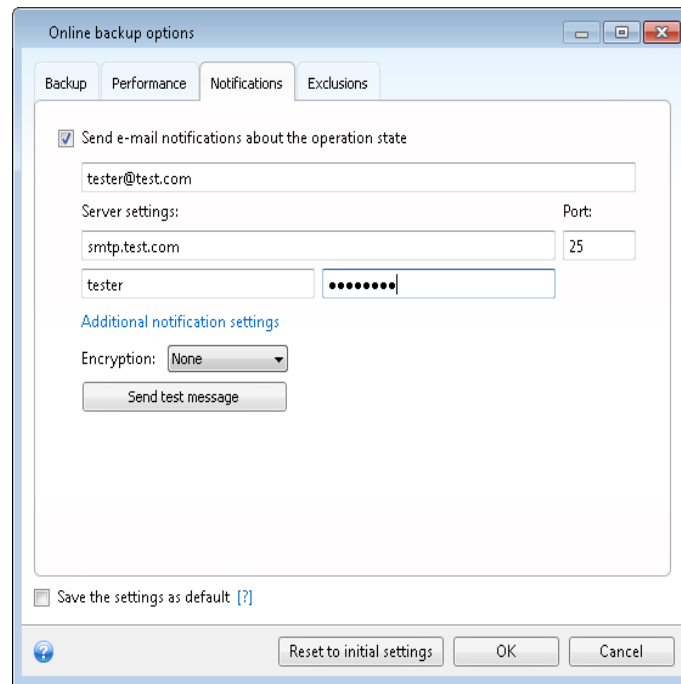 Online backup options
Backup Performance Notifications Exclusions
Send e-mail notifications about the operation state
tester@test.com
Server settings: Port:
smtp.test.com 25
tester ••••••••
Additional notification settings
Encryption: None
Send test message
Save the settings as default [?]
? Reset to initial settings OK Cancel